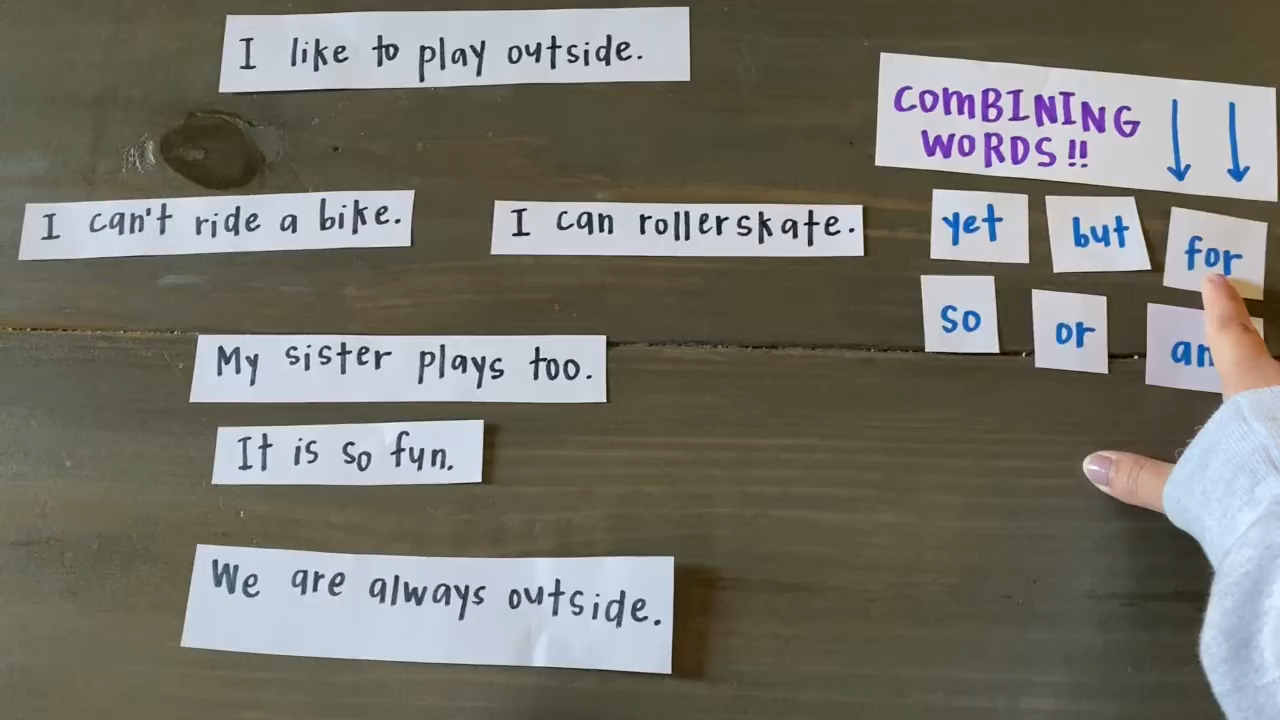 I like to play outside.
COMBINING
WORDS!!
I can't ride a bike.
I can rollerskate.
yet
but
for
so
or
My sister plays too.
It is so fun.
We are always outside.